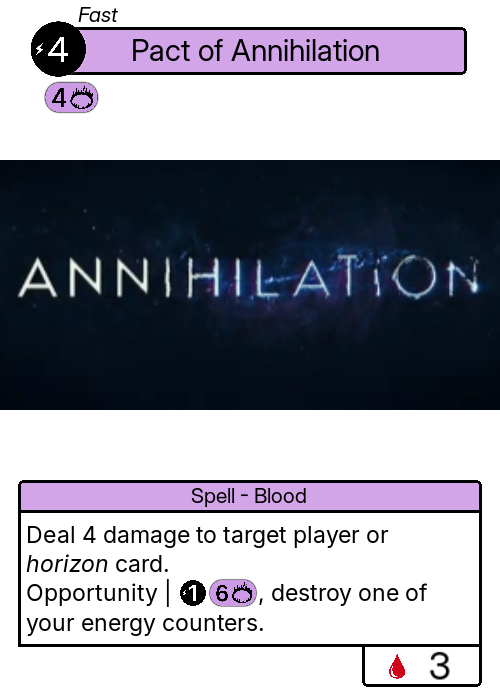 Fast
4 Pact of Annihilation
4
ANNIHILATION
Spell - Blood
Deal 4 damage to target player or
horizon card.
Opportunity | 1 6, destroy one of
your energy counters.
3